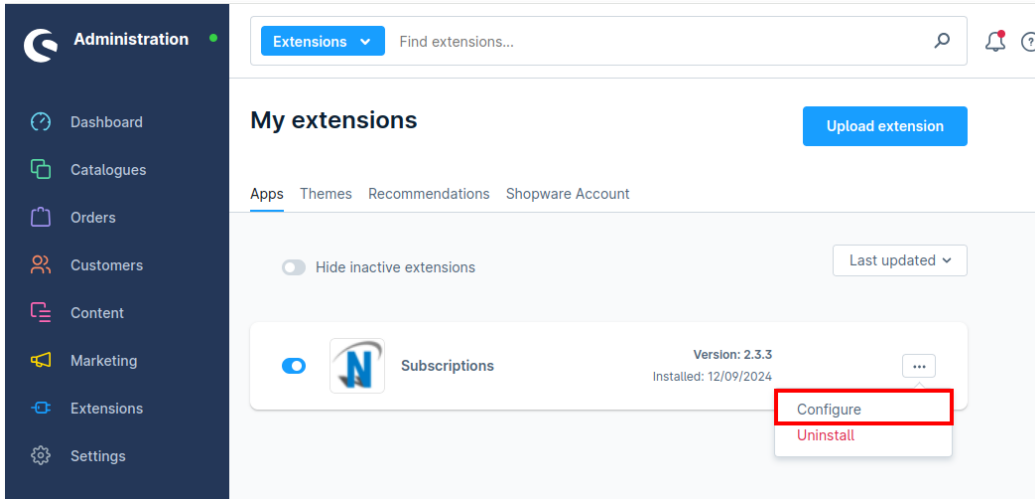 Administration
Extensions
Find extensions...
Dashboard
Catalogues
Orders
Customers
Content
Marketing
Extensions
Settings
My extensions
Upload extension
Apps Themes Recommendations Shopware Account
Hide inactive extensions
Last updated
N
Subscriptions
Version: 2.3.3
Installed: 12/09/2024
...
Configure
Uninstall